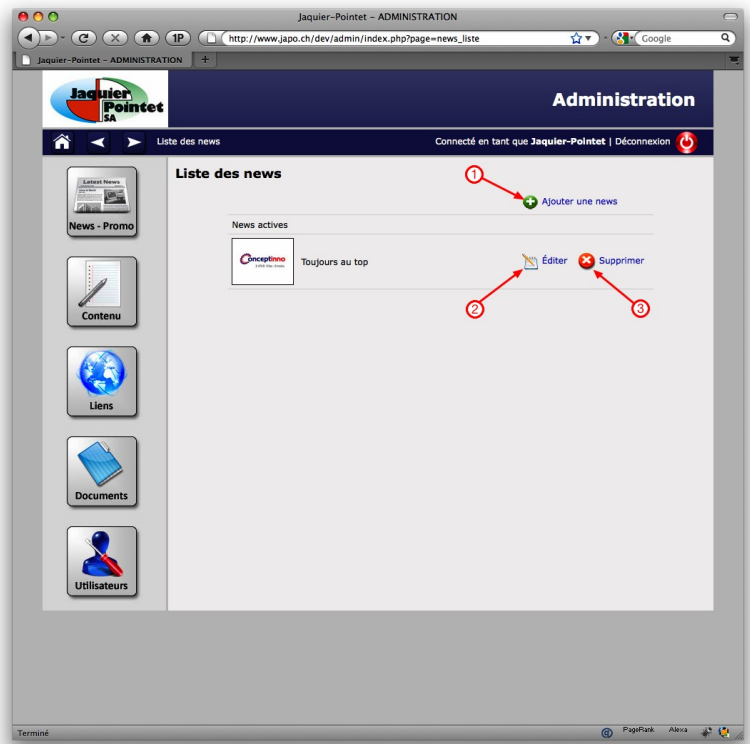 Jaquier-Pointet – ADMINISTRATION
1P
http://www.japo.ch/dev/admin/index.php?page=news_liste
Google
Jaquier-Pointet – ADMINISTRATION
+
Jaquier
Pointet
SA
Administration
Liste des news
Connecté en tant que Jaquier-Pointet | Déconnexion
Latest News
News - Promo
Contenu
Liens
Documents
Utilisateurs
Liste des news
1
Ajouter une news
News actives
Conceptinno
Toujours au top
Éditer
Supprimer
2
3
Terminé
@
PageRank
Alexa